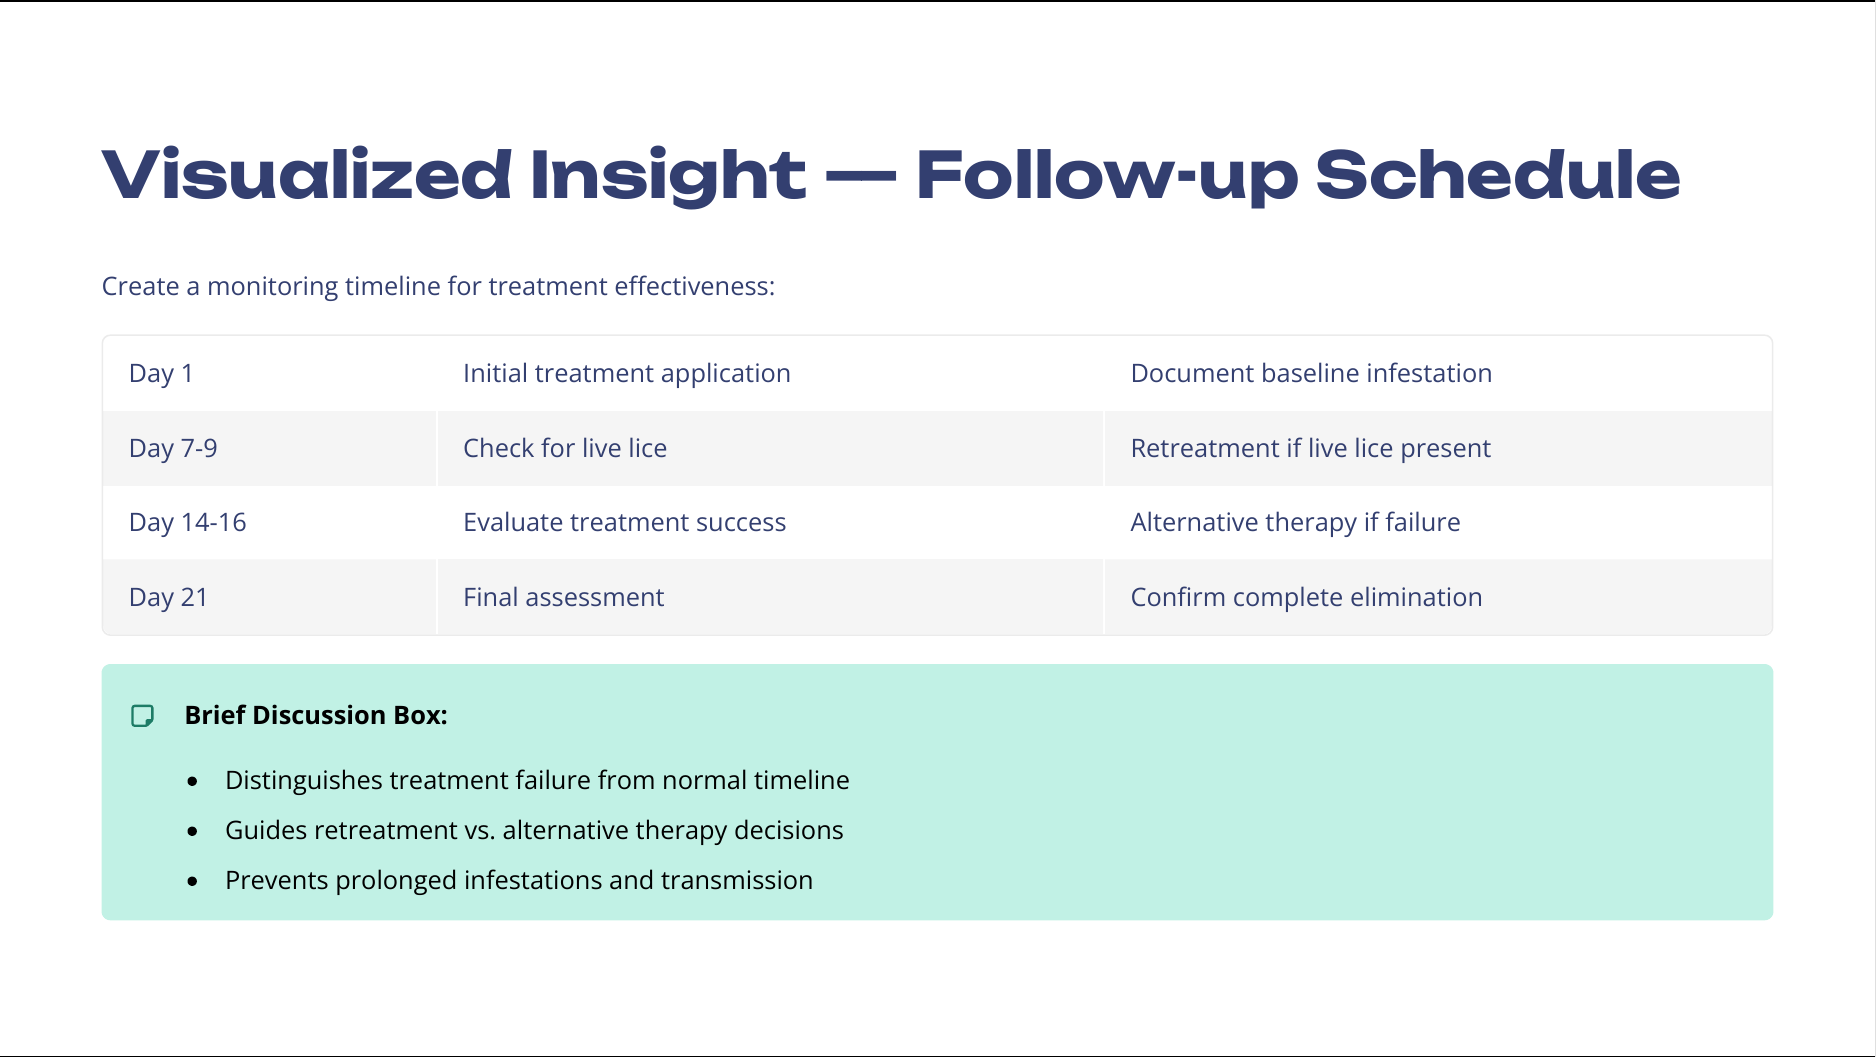 Visualized Insight — Follow-up Schedule
Create a monitoring timeline for treatment effectiveness:
Day 1 Initial treatment application Document baseline infestation
Day 7-9 Check for live lice Retreatment if live lice present
Day 14-16 Evaluate treatment success Alternative therapy if failure
Day 21 Final assessment Confirm complete elimination
Brief Discussion Box:
• Distinguishes treatment failure from normal timeline
• Guides retreatment vs. alternative therapy decisions
• Prevents prolonged infestations and transmission